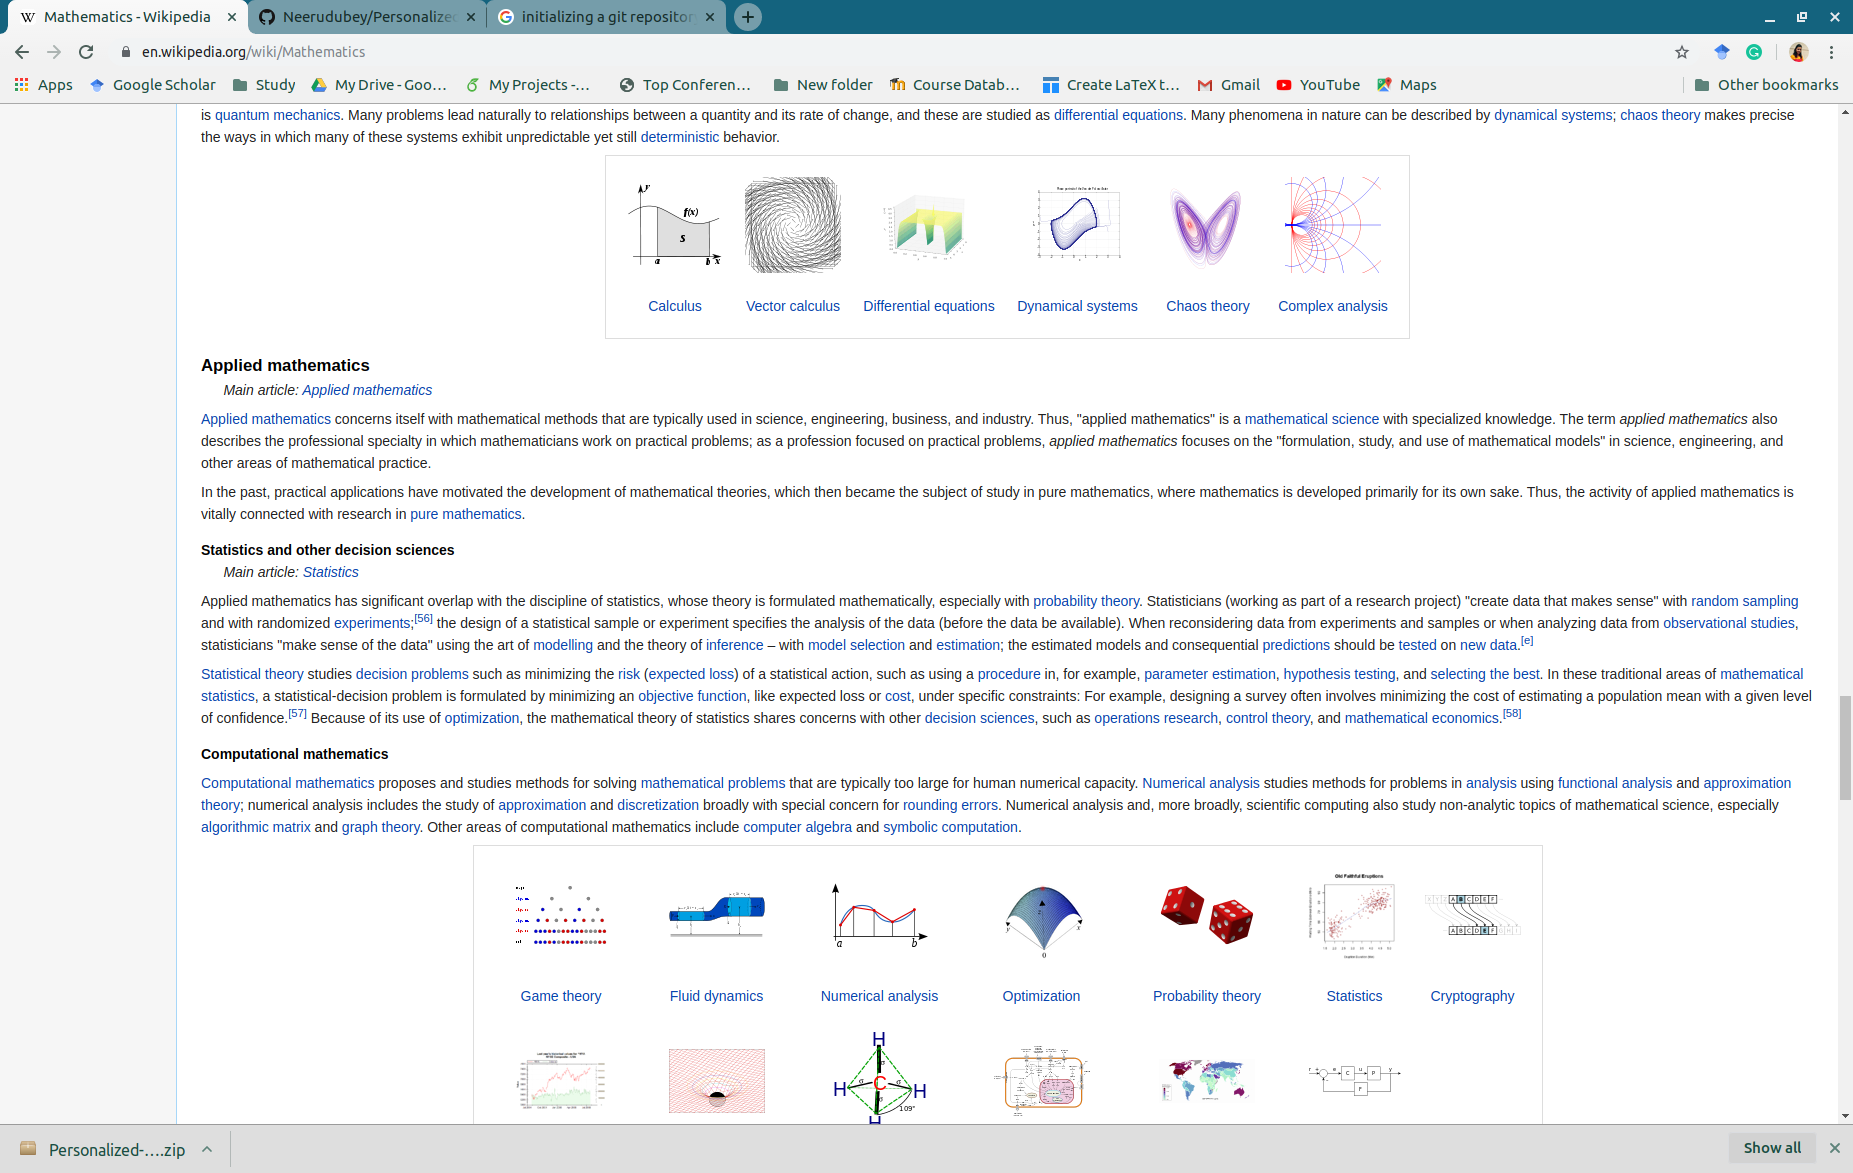 Mathematics - Wikipedia
Neerudubey/Personalized
initializing a git repositor
en.wikipedia.org/wiki/Mathematics
Apps Google Scholar Study My Drive - Goo... My Projects -... Top Conferen... New folder Course Datab... Create LaTeX t... Gmail YouTube Maps Other bookmarks
is quantum mechanics. Many problems lead naturally to relationships between a quantity and its rate of change, and these are studied as differential equations. Many phenomena in nature can be described by dynamical systems; chaos theory makes precise
the ways in which many of these systems exhibit unpredictable yet still deterministic behavior.
y
f(x)
S
a b x
Calculus Vector calculus Differential equations Dynamical systems Chaos theory Complex analysis
Applied mathematics
Main article: Applied mathematics
Applied mathematics concerns itself with mathematical methods that are typically used in science, engineering, business, and industry. Thus, "applied mathematics" is a mathematical science with specialized knowledge. The term applied mathematics also
describes the professional specialty in which mathematicians work on practical problems; as a profession focused on practical problems, applied mathematics focuses on the "formulation, study, and use of mathematical models" in science, engineering, and
other areas of mathematical practice.
In the past, practical applications have motivated the development of mathematical theories, which then became the subject of study in pure mathematics, where mathematics is developed primarily for its own sake. Thus, the activity of applied mathematics is
vitally connected with research in pure mathematics.
Statistics and other decision sciences
Main article: Statistics
Applied mathematics has significant overlap with the discipline of statistics, whose theory is formulated mathematically, especially with probability theory. Statisticians (working as part of a research project) "create data that makes sense" with random sampling
and with randomized experiments;[56] the design of a statistical sample or experiment specifies the analysis of the data (before the data be available). When reconsidering data from experiments and samples or when analyzing data from observational studies,
statisticians "make sense of the data" using the art of modelling and the theory of inference – with model selection and estimation; the estimated models and consequential predictions should be tested on new data.[e]
Statistical theory studies decision problems such as minimizing the risk (expected loss) of a statistical action, such as using a procedure in, for example, parameter estimation, hypothesis testing, and selecting the best. In these traditional areas of mathematical
statistics, a statistical-decision problem is formulated by minimizing an objective function, like expected loss or cost, under specific constraints: For example, designing a survey often involves minimizing the cost of estimating a population mean with a given level
of confidence.[57] Because of its use of optimization, the mathematical theory of statistics shares concerns with other decision sciences, such as operations research, control theory, and mathematical economics.[58]
Computational mathematics
Computational mathematics proposes and studies methods for solving mathematical problems that are typically too large for human numerical capacity. Numerical analysis studies methods for problems in analysis using functional analysis and approximation
theory; numerical analysis includes the study of approximation and discretization broadly with special concern for rounding errors. Numerical analysis and, more broadly, scientific computing also study non-analytic topics of mathematical science, especially
algorithmic matrix and graph theory. Other areas of computational mathematics include computer algebra and symbolic computation.
Old Faithful Eruptions
A B C D E F
A B C D E F
a b
y z x
0
Game theory Fluid dynamics Numerical analysis Optimization Probability theory Statistics Cryptography
H
H C H
H
σ σ σ σ
109°
r e C u P y
F
Personalized-....zip
Show all